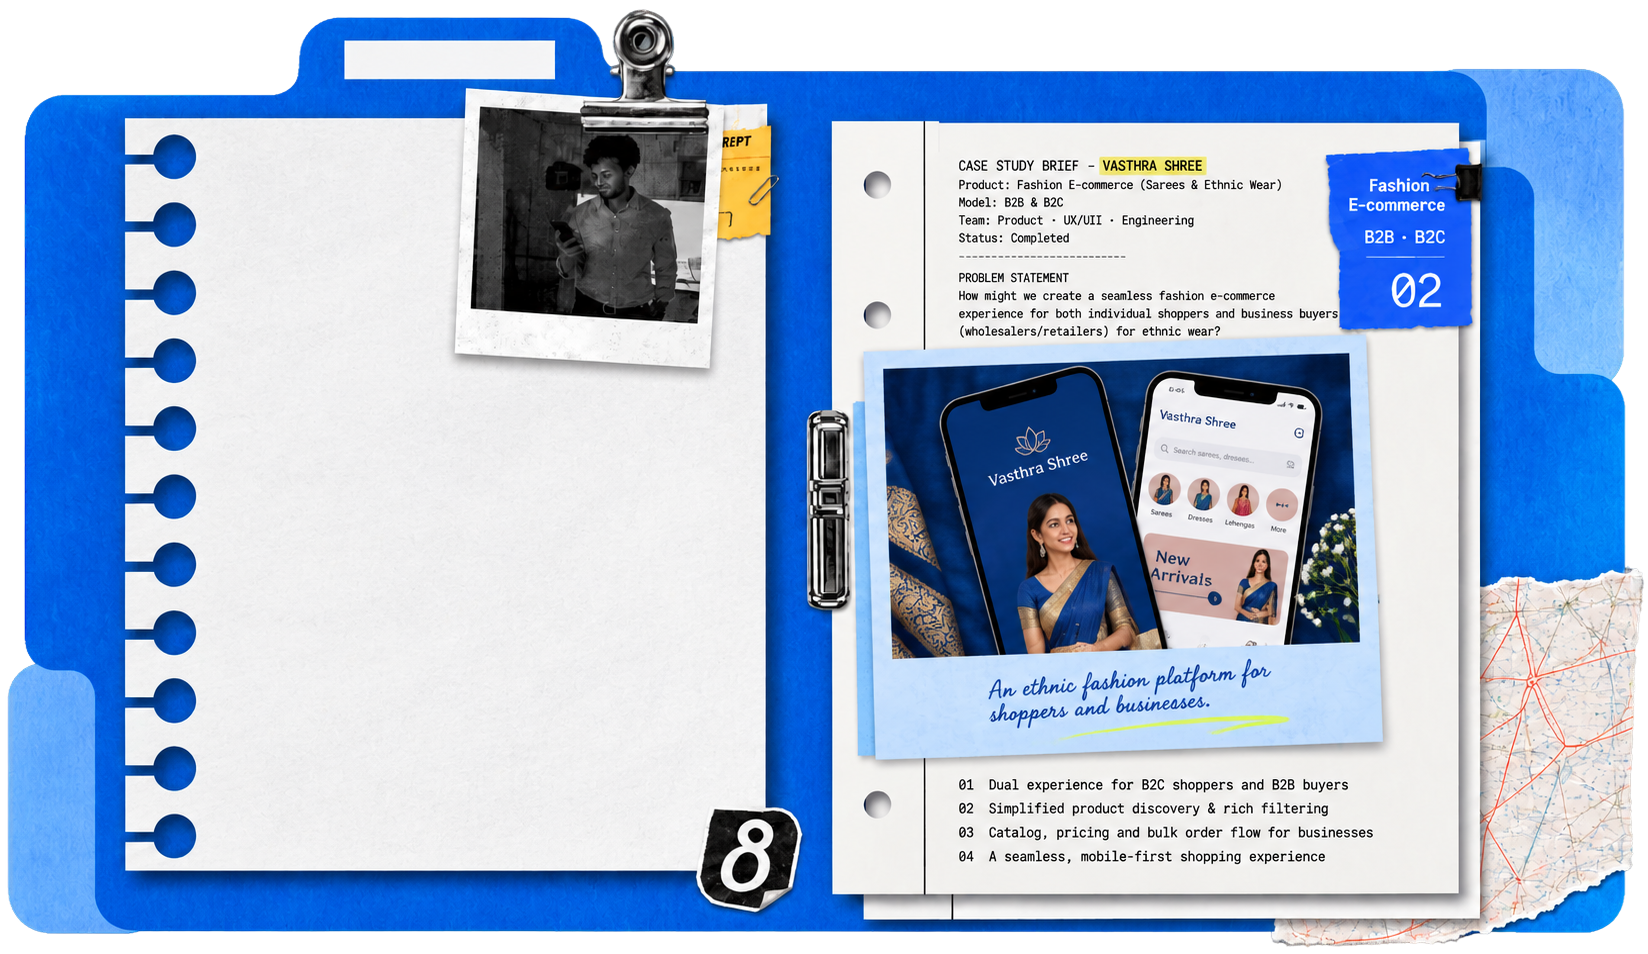 REPT
8
CASE STUDY BRIEF – VASTHRA SHREE
Product: Fashion E-commerce (Sarees & Ethnic Wear)
Model: B2B & B2C
Team: Product · UX/UII · Engineering
Status: Completed
---------------------------
PROBLEM STATEMENT
How might we create a seamless fashion e-commerce
experience for both individual shoppers and business buyers
(wholesalers/retailers) for ethnic wear?
Fashion
E-commerce
B2B · B2C
02
Vasthra Shree
Vasthra Shree
Search sarees, dresees...
Sarees
Dresses
Lehengas
More
New
Arrivals
An ethnic fashion platform for
shoppers and busineases.
01 Dual experience for B2C shoppers and B2B buyers
02 Simplified product discovery & rich filtering
03 Catalog, pricing and bulk order flow for businesses
04 A seamless, mobile-first shopping experience